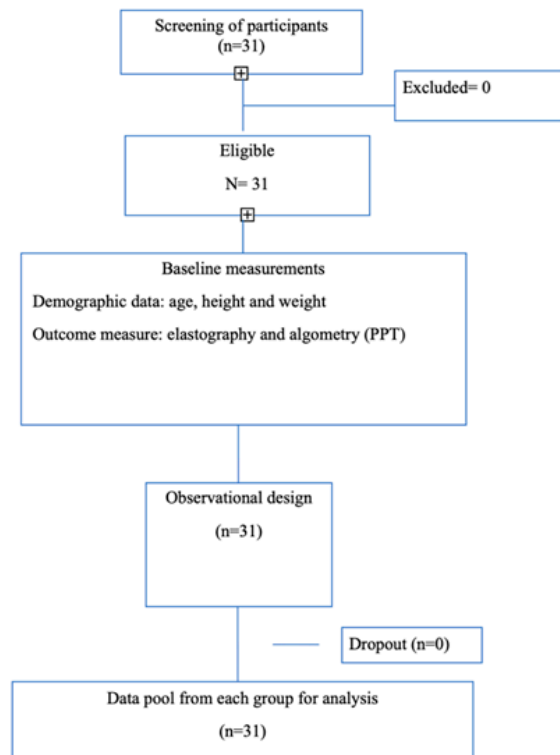 Screening of participants
(n=31)
Excluded= 0
Eligible
N= 31
Baseline measurements
Demographic data: age, height and weight
Outcome measure: elastography and algometry (PPT)
Observational design
(n=31)
Dropout (n=0)
Data pool from each group for analysis
(n=31)